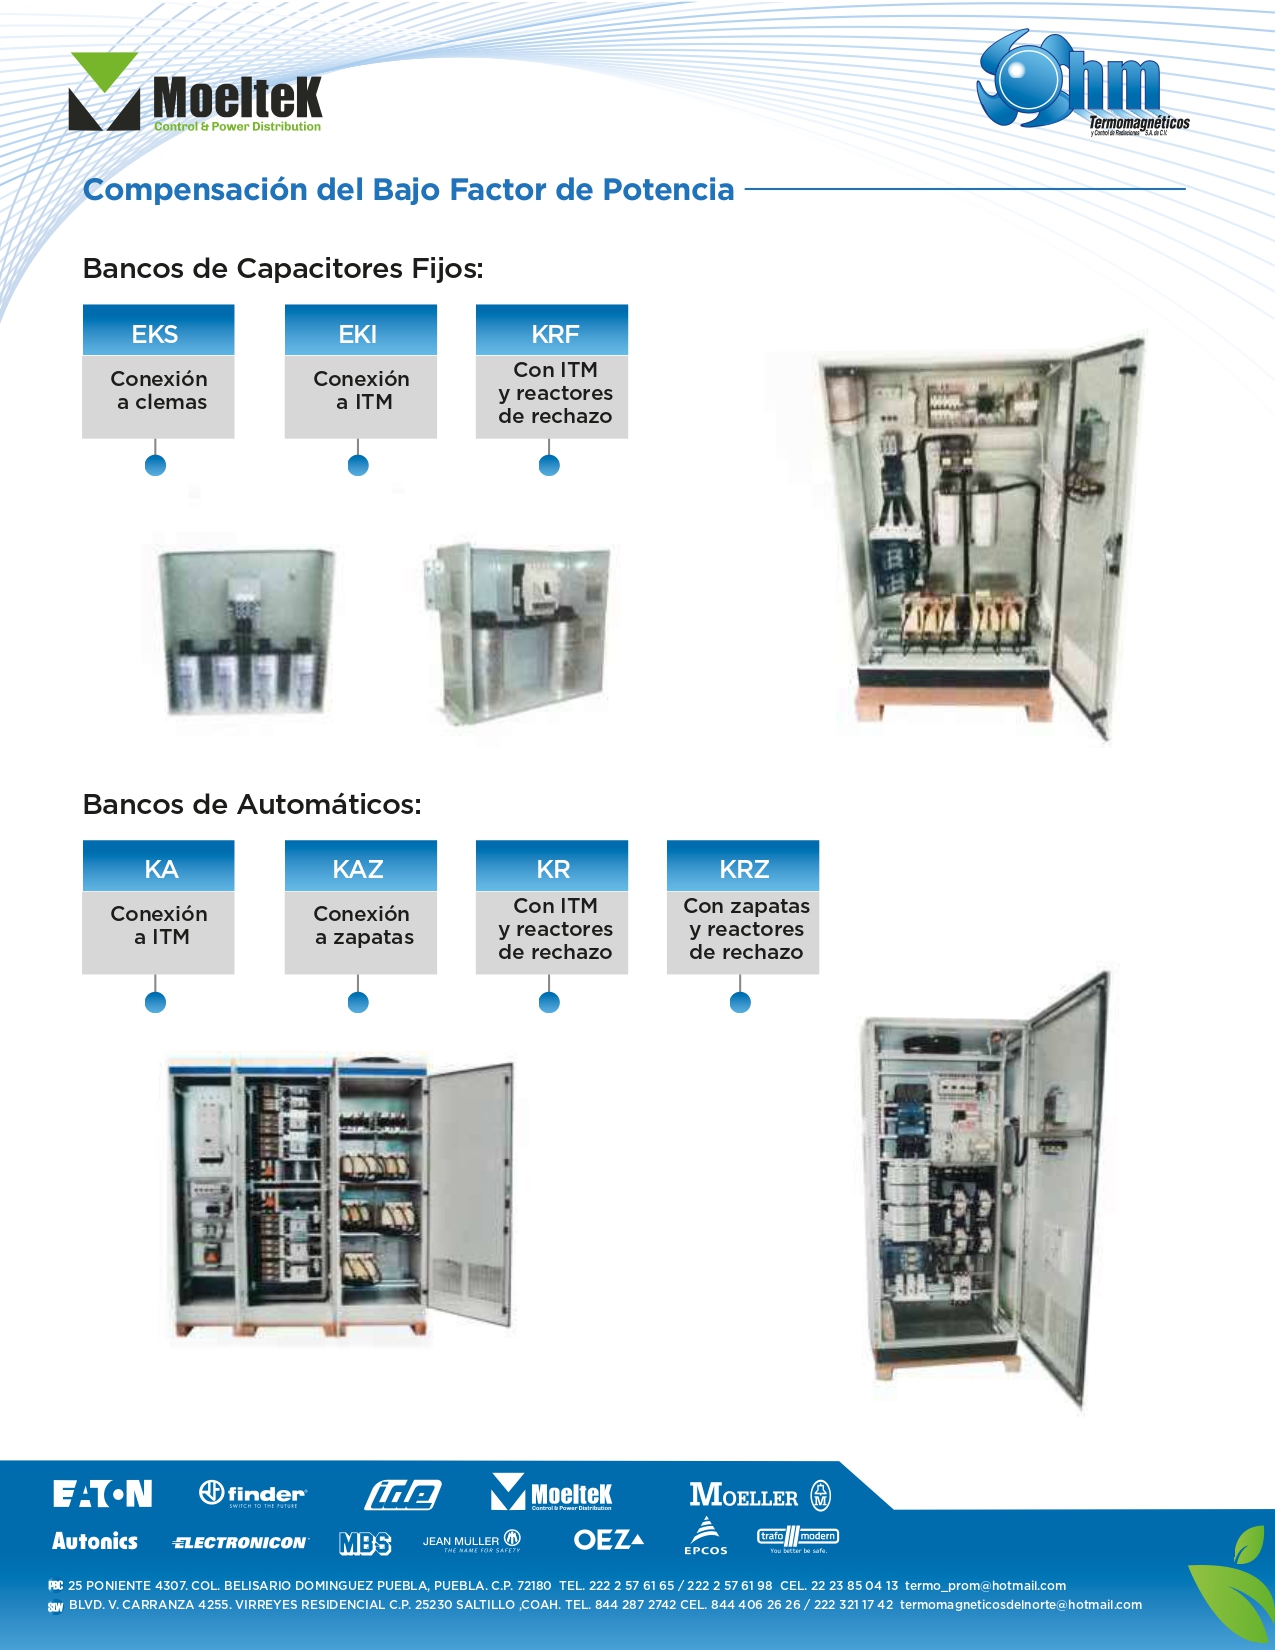 MoelteK
Control & Power Distribution
Ohm
Termomagnéticos
y Control de Radiaciones S.A. de C.V.
Compensación del Bajo Factor de Potencia
Bancos de Capacitores Fijos:
EKS
Conexión
a clemas
EKI
Conexión
a ITM
KRF
Con ITM
y reactores
de rechazo
Bancos de Automáticos:
KA
Conexión
a ITM
KAZ
Conexión
a zapatas
KR
Con ITM
y reactores
de rechazo
KRZ
Con zapatas
y reactores
de rechazo
EATON
finder
SWITCH TO THE FUTURE
ide
MoelteK
Control & Power Distribution
MOELLER
Autonics
ELECTRONICON
MBS
JEAN MULLER
THE NAME FOR SAFETY
OEZ
EPCOS
trafo modern
You better be safe.
25 PONIENTE 4307. COL. BELISARIO DOMINGUEZ PUEBLA, PUEBLA. C.P. 72180 TEL. 222 2 57 61 65 / 222 2 57 61 98 CEL. 22 23 85 04 13 termo_prom@hotmail.com
BLVD. V. CARRANZA 4255. VIRREYES RESIDENCIAL C.P. 25230 SALTILLO ,COAH. TEL. 844 287 2742 CEL. 844 406 26 26 / 222 321 17 42 termomagneticosdelnorte@hotmail.com